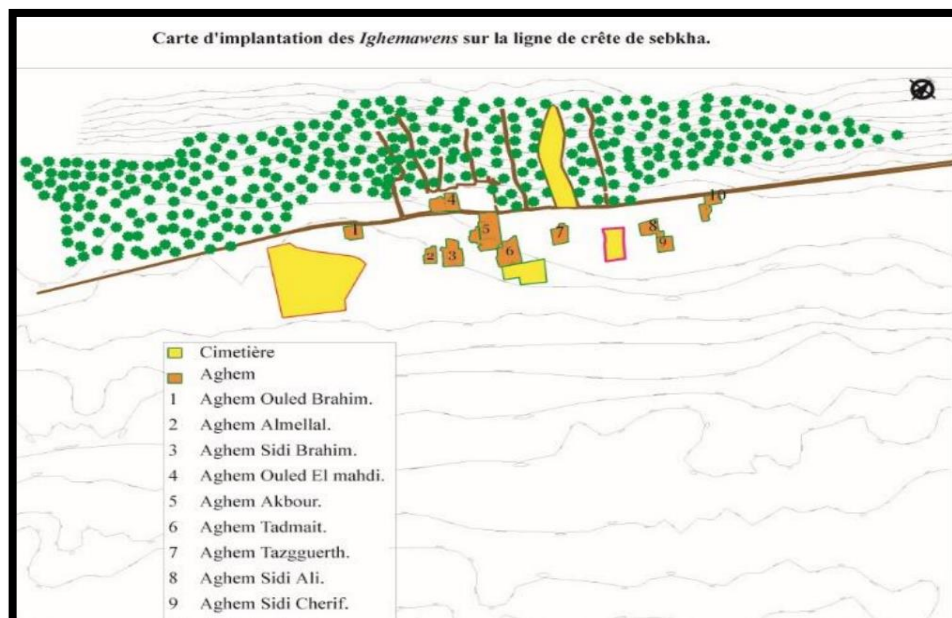 Carte d'implantation des Ighemawens sur la ligne de crête de sebkha.
10
4
1
5
7
8
2
3
6
9
Cimetière
Aghem
1 Aghem Ouled Brahim.
2 Aghem Almellal.
3 Aghem Sidi Brahim.
4 Aghem Ouled El mahdi.
5 Aghem Akbour.
6 Aghem Tadmait.
7 Aghem Tazgguerth.
8 Aghem Sidi Ali.
9 Aghem Sidi Cherif.